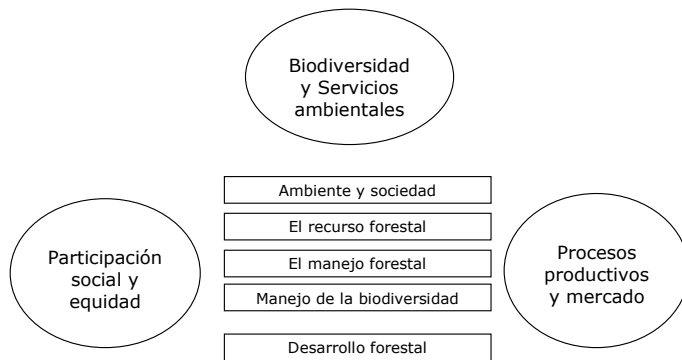 Biodiversidad
y Servicios
ambientales
Ambiente y sociedad
El recurso forestal
El manejo forestal
Manejo de la biodiversidad
Desarrollo forestal
Participación
social y
equidad
Procesos
productivos
y mercado